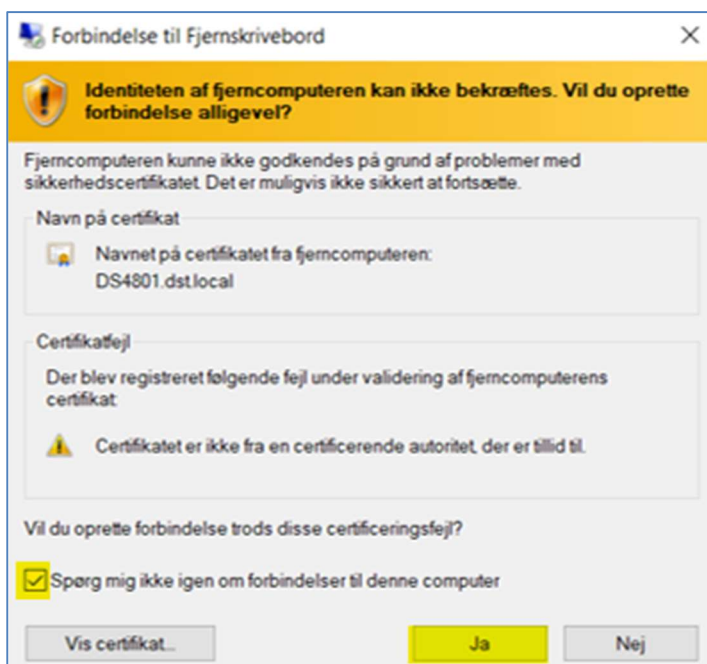 Forbindelse til Fjernskrivebord
Identiteten af fjerncomputeren kan ikke bekræftes. Vil du oprette
forbindelse alligevel?
Fjerncomputeren kunne ikke godkendes på grund af problemer med
sikkerhedscertifikatet. Det er muligvis ikke sikkert at fortsætte.
Navn på certifikat
Navnet på certifikatet fra fjerncomputeren:
DS4801.dst.local
Certifikatfejl
Der blev registreret følgende fejl under validering af fjerncomputerens
certifikat:
Certifikatet er ikke fra en certificerende autoritet, der er tillid til.
Vil du oprette forbindelse trods disse certificeringsfejl?
Spørg mig ikke igen om forbindelser til denne computer
Vis certifikat...
Ja
Nej